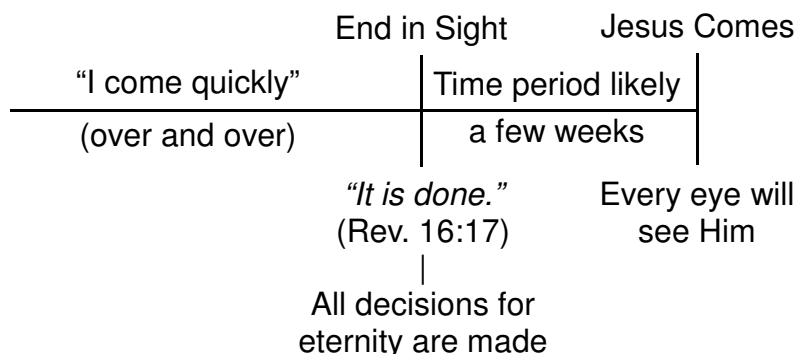 End in Sight
Jesus Comes
“I come quickly”
Time period likely
(over and over)
a few weeks
“It is done.”
(Rev. 16:17)
Every eye will
see Him
All decisions for
eternity are made